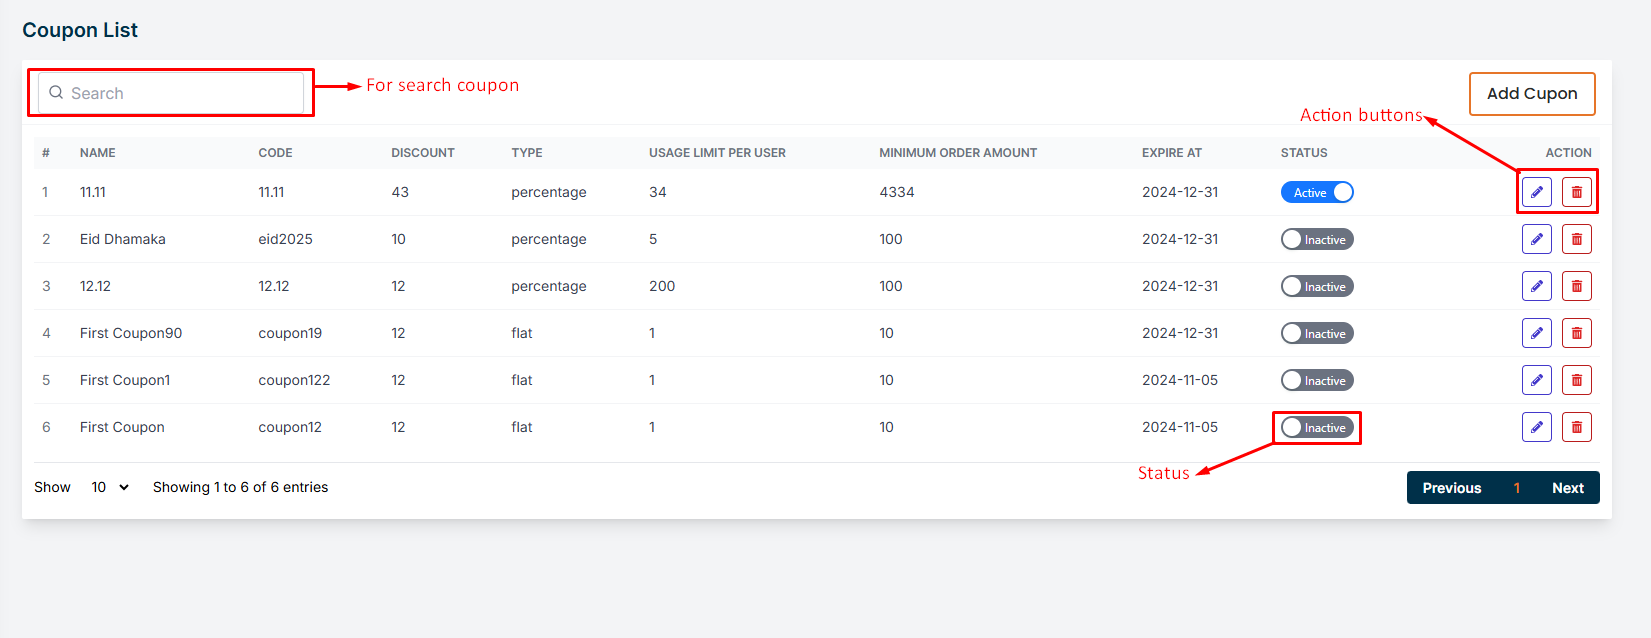 Coupon List
Search
For search coupon
Add Cupon
Action buttons
# NAME CODE DISCOUNT TYPE USAGE LIMIT PER USER MINIMUM ORDER AMOUNT EXPIRE AT STATUS ACTION
1 11.11 11.11 43 percentage 34 4334 2024-12-31 Active
2 Eid Dhamaka eid2025 10 percentage 5 100 2024-12-31 Inactive
3 12.12 12.12 12 percentage 200 100 2024-12-31 Inactive
4 First Coupon90 coupon19 12 flat 1 10 2024-12-31 Inactive
5 First Coupon1 coupon122 12 flat 1 10 2024-11-05 Inactive
6 First Coupon coupon12 12 flat 1 10 2024-11-05 Inactive
Status
Show 10 Showing 1 to 6 of 6 entries Previous 1 Next